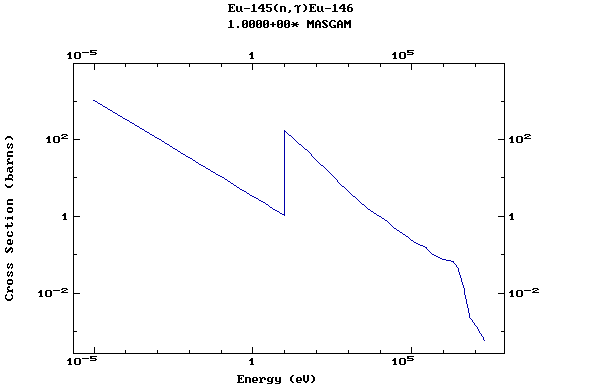 Eu-145(n,γ)Eu-146
1.0000+00* MASGAM
10-5 1 105
102 102
1 1
10-2 10-2
10-5 1 105
Cross Section (barns)
Energy (eV)